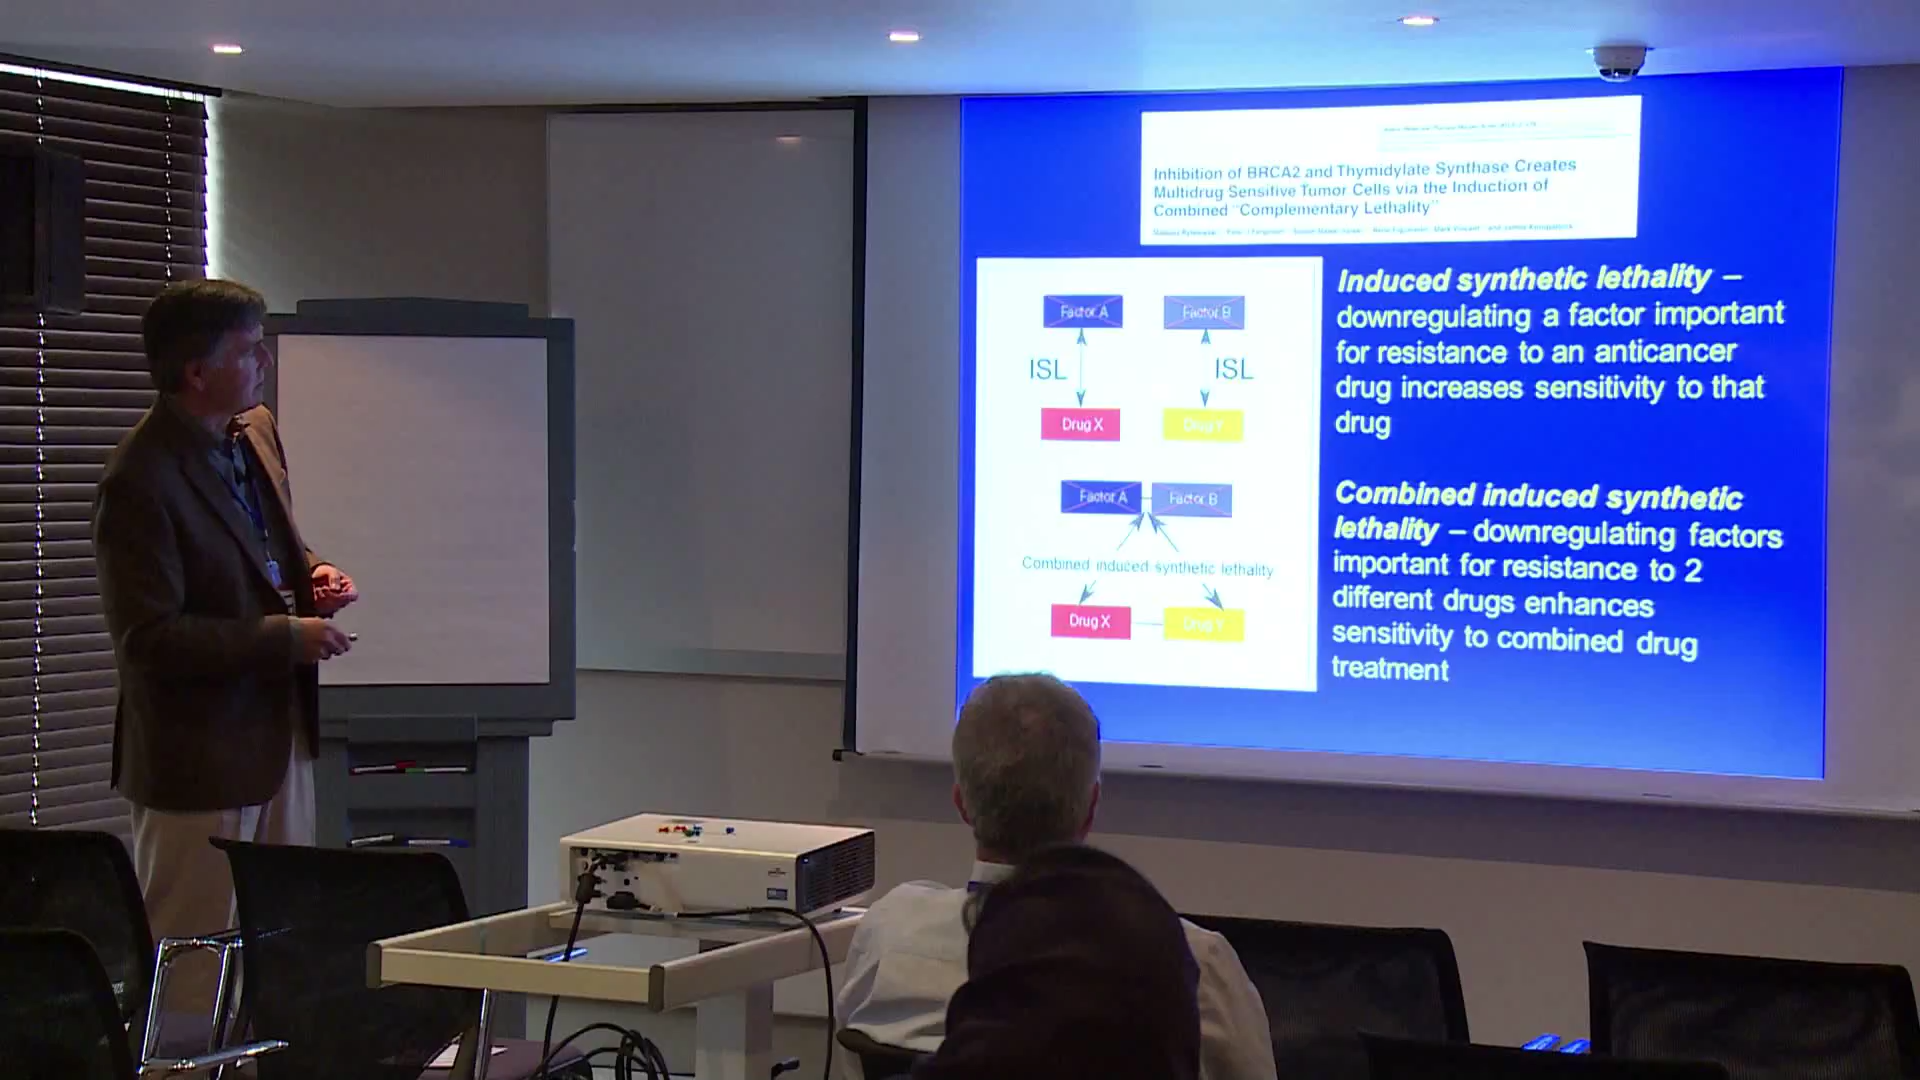 Inhibition of BRCA2 and Thymidylate Synthase Creates
Multidrug Sensitive Tumor Cells via the Induction of
Combined "Complementary Lethality"
Factor A
Factor B
ISL
ISL
Drug X
Drug Y
Factor A
Factor B
Combined induced synthetic lethality
Drug X
Drug Y
Induced synthetic lethality –
downregulating a factor important
for resistance to an anticancer
drug increases sensitivity to that
drug
Combined induced synthetic
lethality – downregulating factors
important for resistance to 2
different drugs enhances
sensitivity to combined drug
treatment